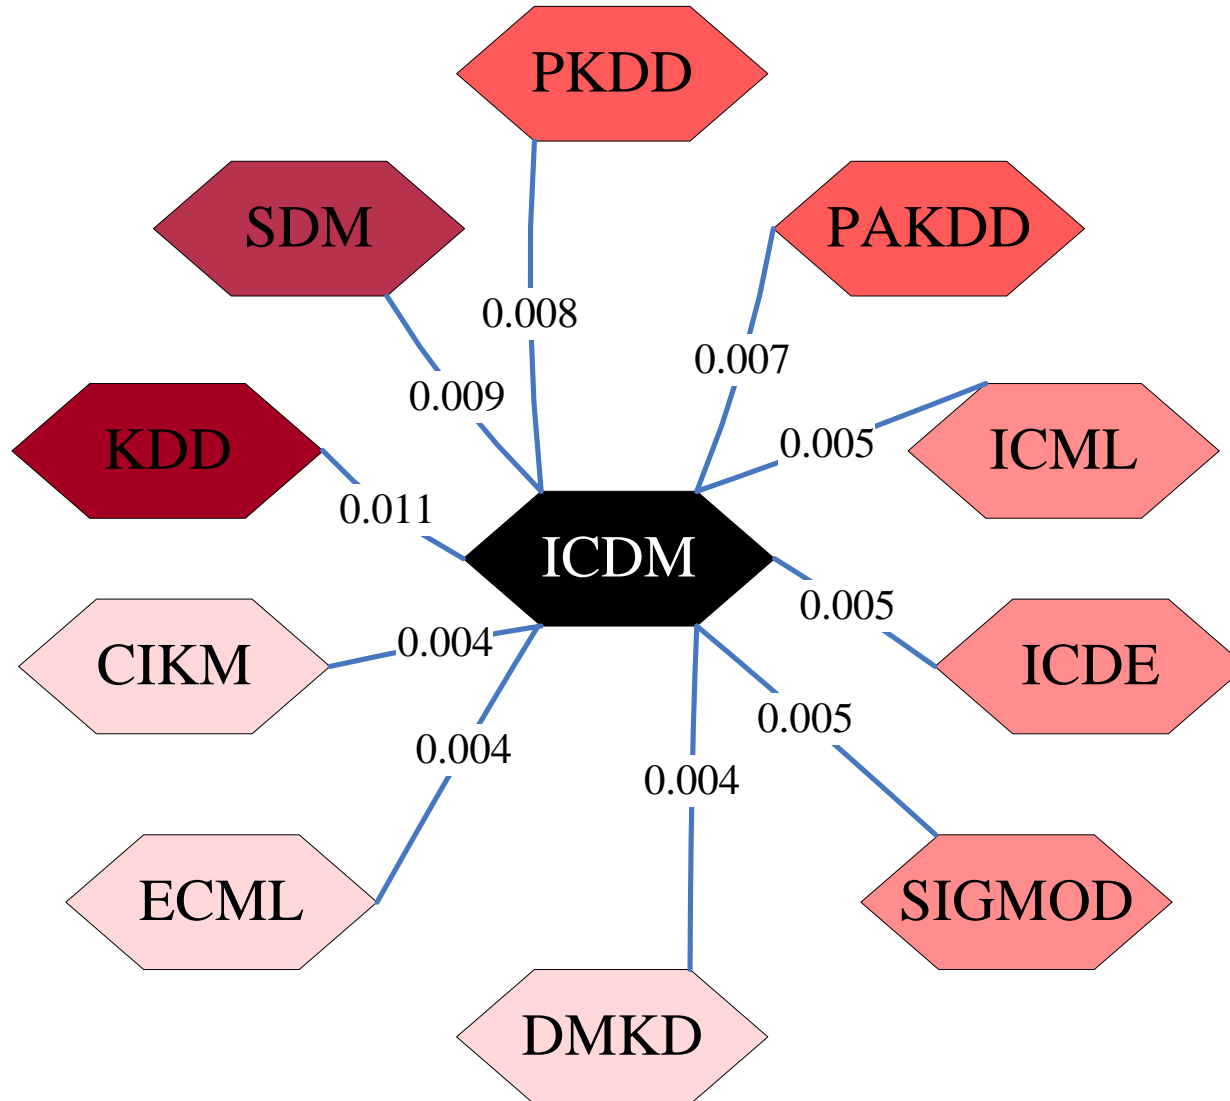 PKDD
SDM
PAKDD
0.008
0.007
0.009
KDD
0.005
ICML
0.011
ICDM
0.005
CIKM
0.004
ICDE
0.005
0.004
0.004
ECML
SIGMOD
DMKD